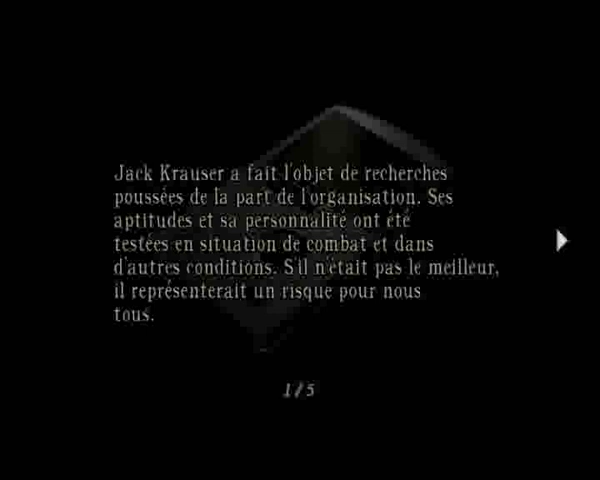 Jack Krauser a fait l'objet de recherches
poussées de la part de l'organisation. Ses
aptitudes et sa personnalité ont été
testées en situation de combat et dans
d'autres conditions. S'il n'était pas le meilleur,
il représenterait un risque pour nous
tous.
1/5